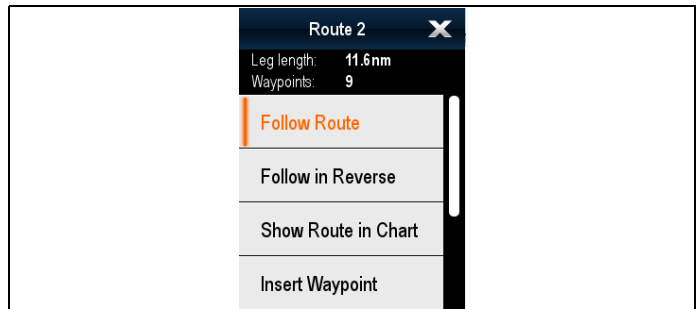 Route 2
Leg length: 11.6nm
Waypoints: 9
Follow Route
Follow in Reverse
Show Route in Chart
Insert Waypoint